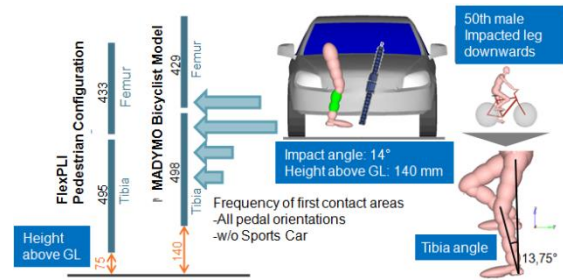 FlexPLI
Pedestrian Configuration
433
Femur
495
Tibia
Height
above GL
75
MADYMO Bicyclist Model
429
Femur
498
Tibia
140
Impact angle: 14°
Height above GL: 140 mm
Frequency of first contact areas
-All pedal orientations
-w/o Sports Car
50th male
Impacted leg
downwards
Tibia angle
13,75°